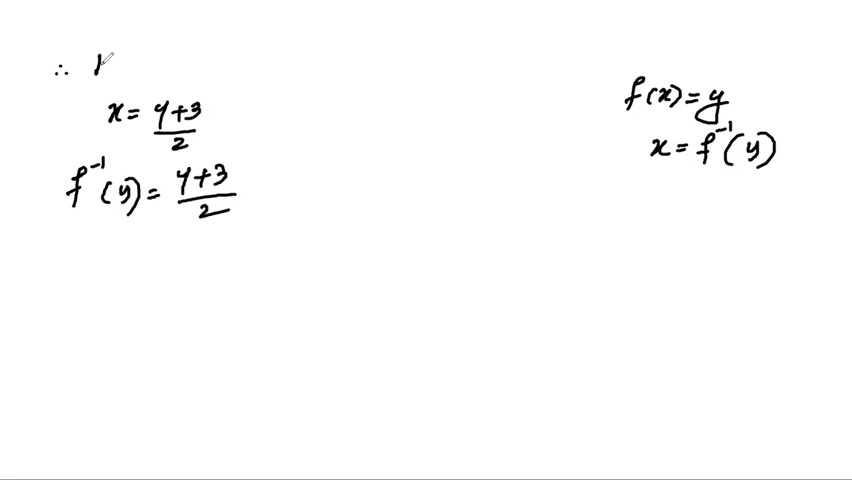 ∴
x = (y+3)/2
f⁻¹(y) = (y+3)/2
f(x) = y
x = f⁻¹(y)